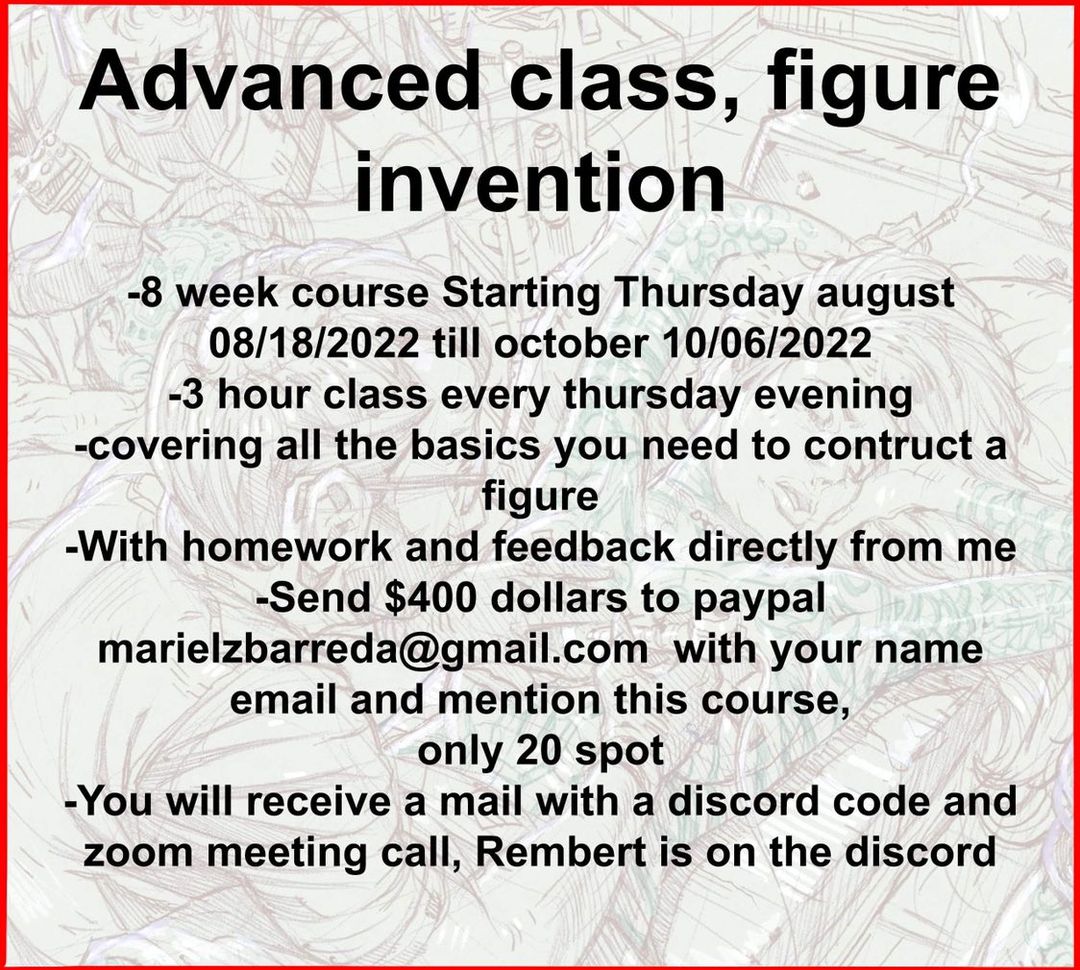 Advanced class, figure
invention
-8 week course Starting Thursday august
08/18/2022 till october 10/06/2022
-3 hour class every thursday evening
-covering all the basics you need to contruct a
figure
-With homework and feedback directly from me
-Send $400 dollars to paypal
marielzbarreda@gmail.com  with your name
email and mention this course,
only 20 spot
-You will receive a mail with a discord code and
zoom meeting call, Rembert is on the discord